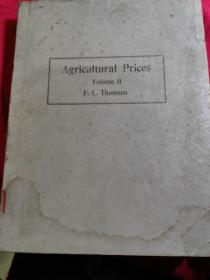 Agricultural Prices
Volume II
F. L. Thomsen